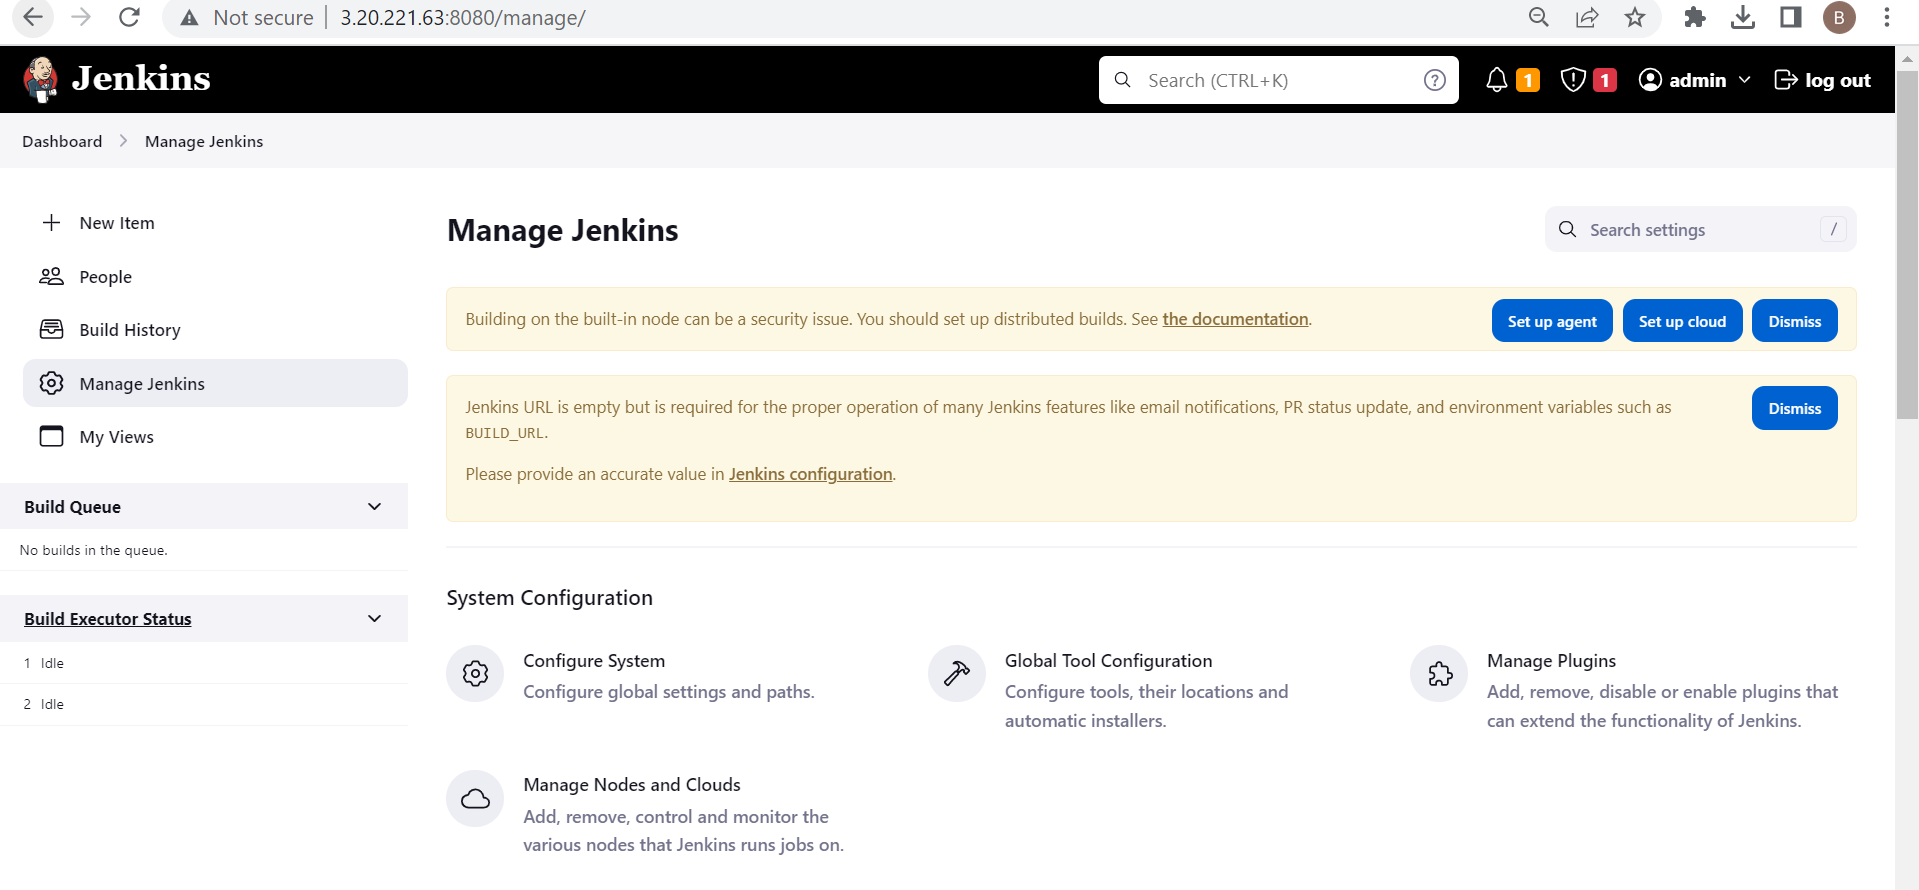 Not secure | 3.20.221.63:8080/manage/
B
Jenkins
Search (CTRL+K)
?
1
1
admin
log out
Dashboard
Manage Jenkins
New Item
People
Build History
Manage Jenkins
My Views
Build Queue
No builds in the queue.
Build Executor Status
1 Idle
2 Idle
Manage Jenkins
Search settings
/
Building on the built-in node can be a security issue. You should set up distributed builds. See the documentation.
Set up agent
Set up cloud
Dismiss
Jenkins URL is empty but is required for the proper operation of many Jenkins features like email notifications, PR status update, and environment variables such as
BUILD_URL.
Dismiss
Please provide an accurate value in Jenkins configuration.
System Configuration
Configure System
Configure global settings and paths.
Global Tool Configuration
Configure tools, their locations and
automatic installers.
Manage Plugins
Add, remove, disable or enable plugins that
can extend the functionality of Jenkins.
Manage Nodes and Clouds
Add, remove, control and monitor the
various nodes that Jenkins runs jobs on.